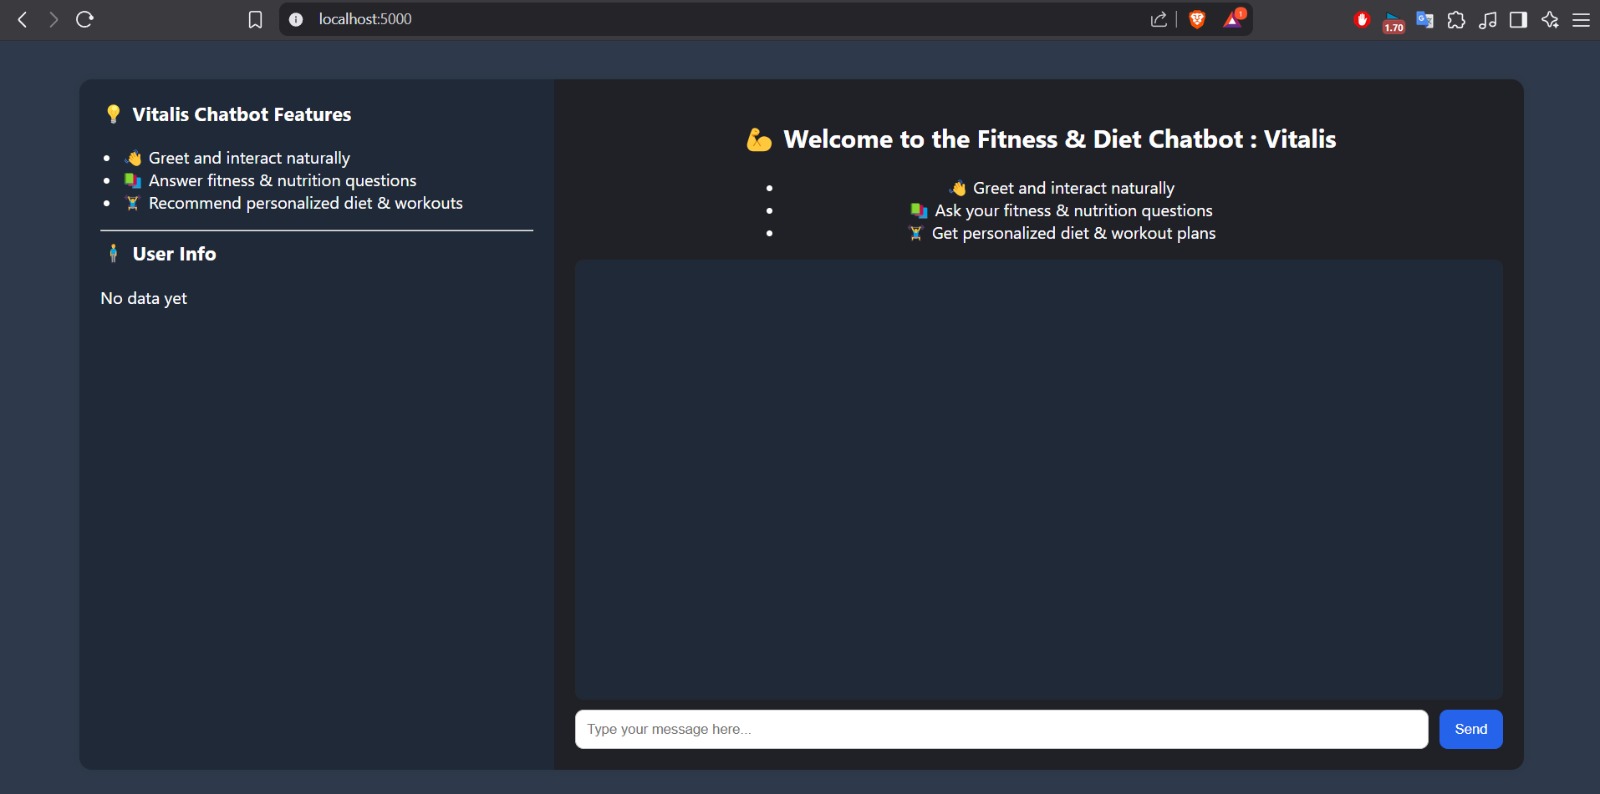 localhost:5000
1
1.70
💡 Vitalis Chatbot Features
• 👋 Greet and interact naturally
• 📚 Answer fitness & nutrition questions
• 🏋️ Recommend personalized diet & workouts
🧍 User Info
No data yet
💪 Welcome to the Fitness & Diet Chatbot : Vitalis
• 👋 Greet and interact naturally
• 📚 Ask your fitness & nutrition questions
• 🏋️ Get personalized diet & workout plans
Type your message here...
Send